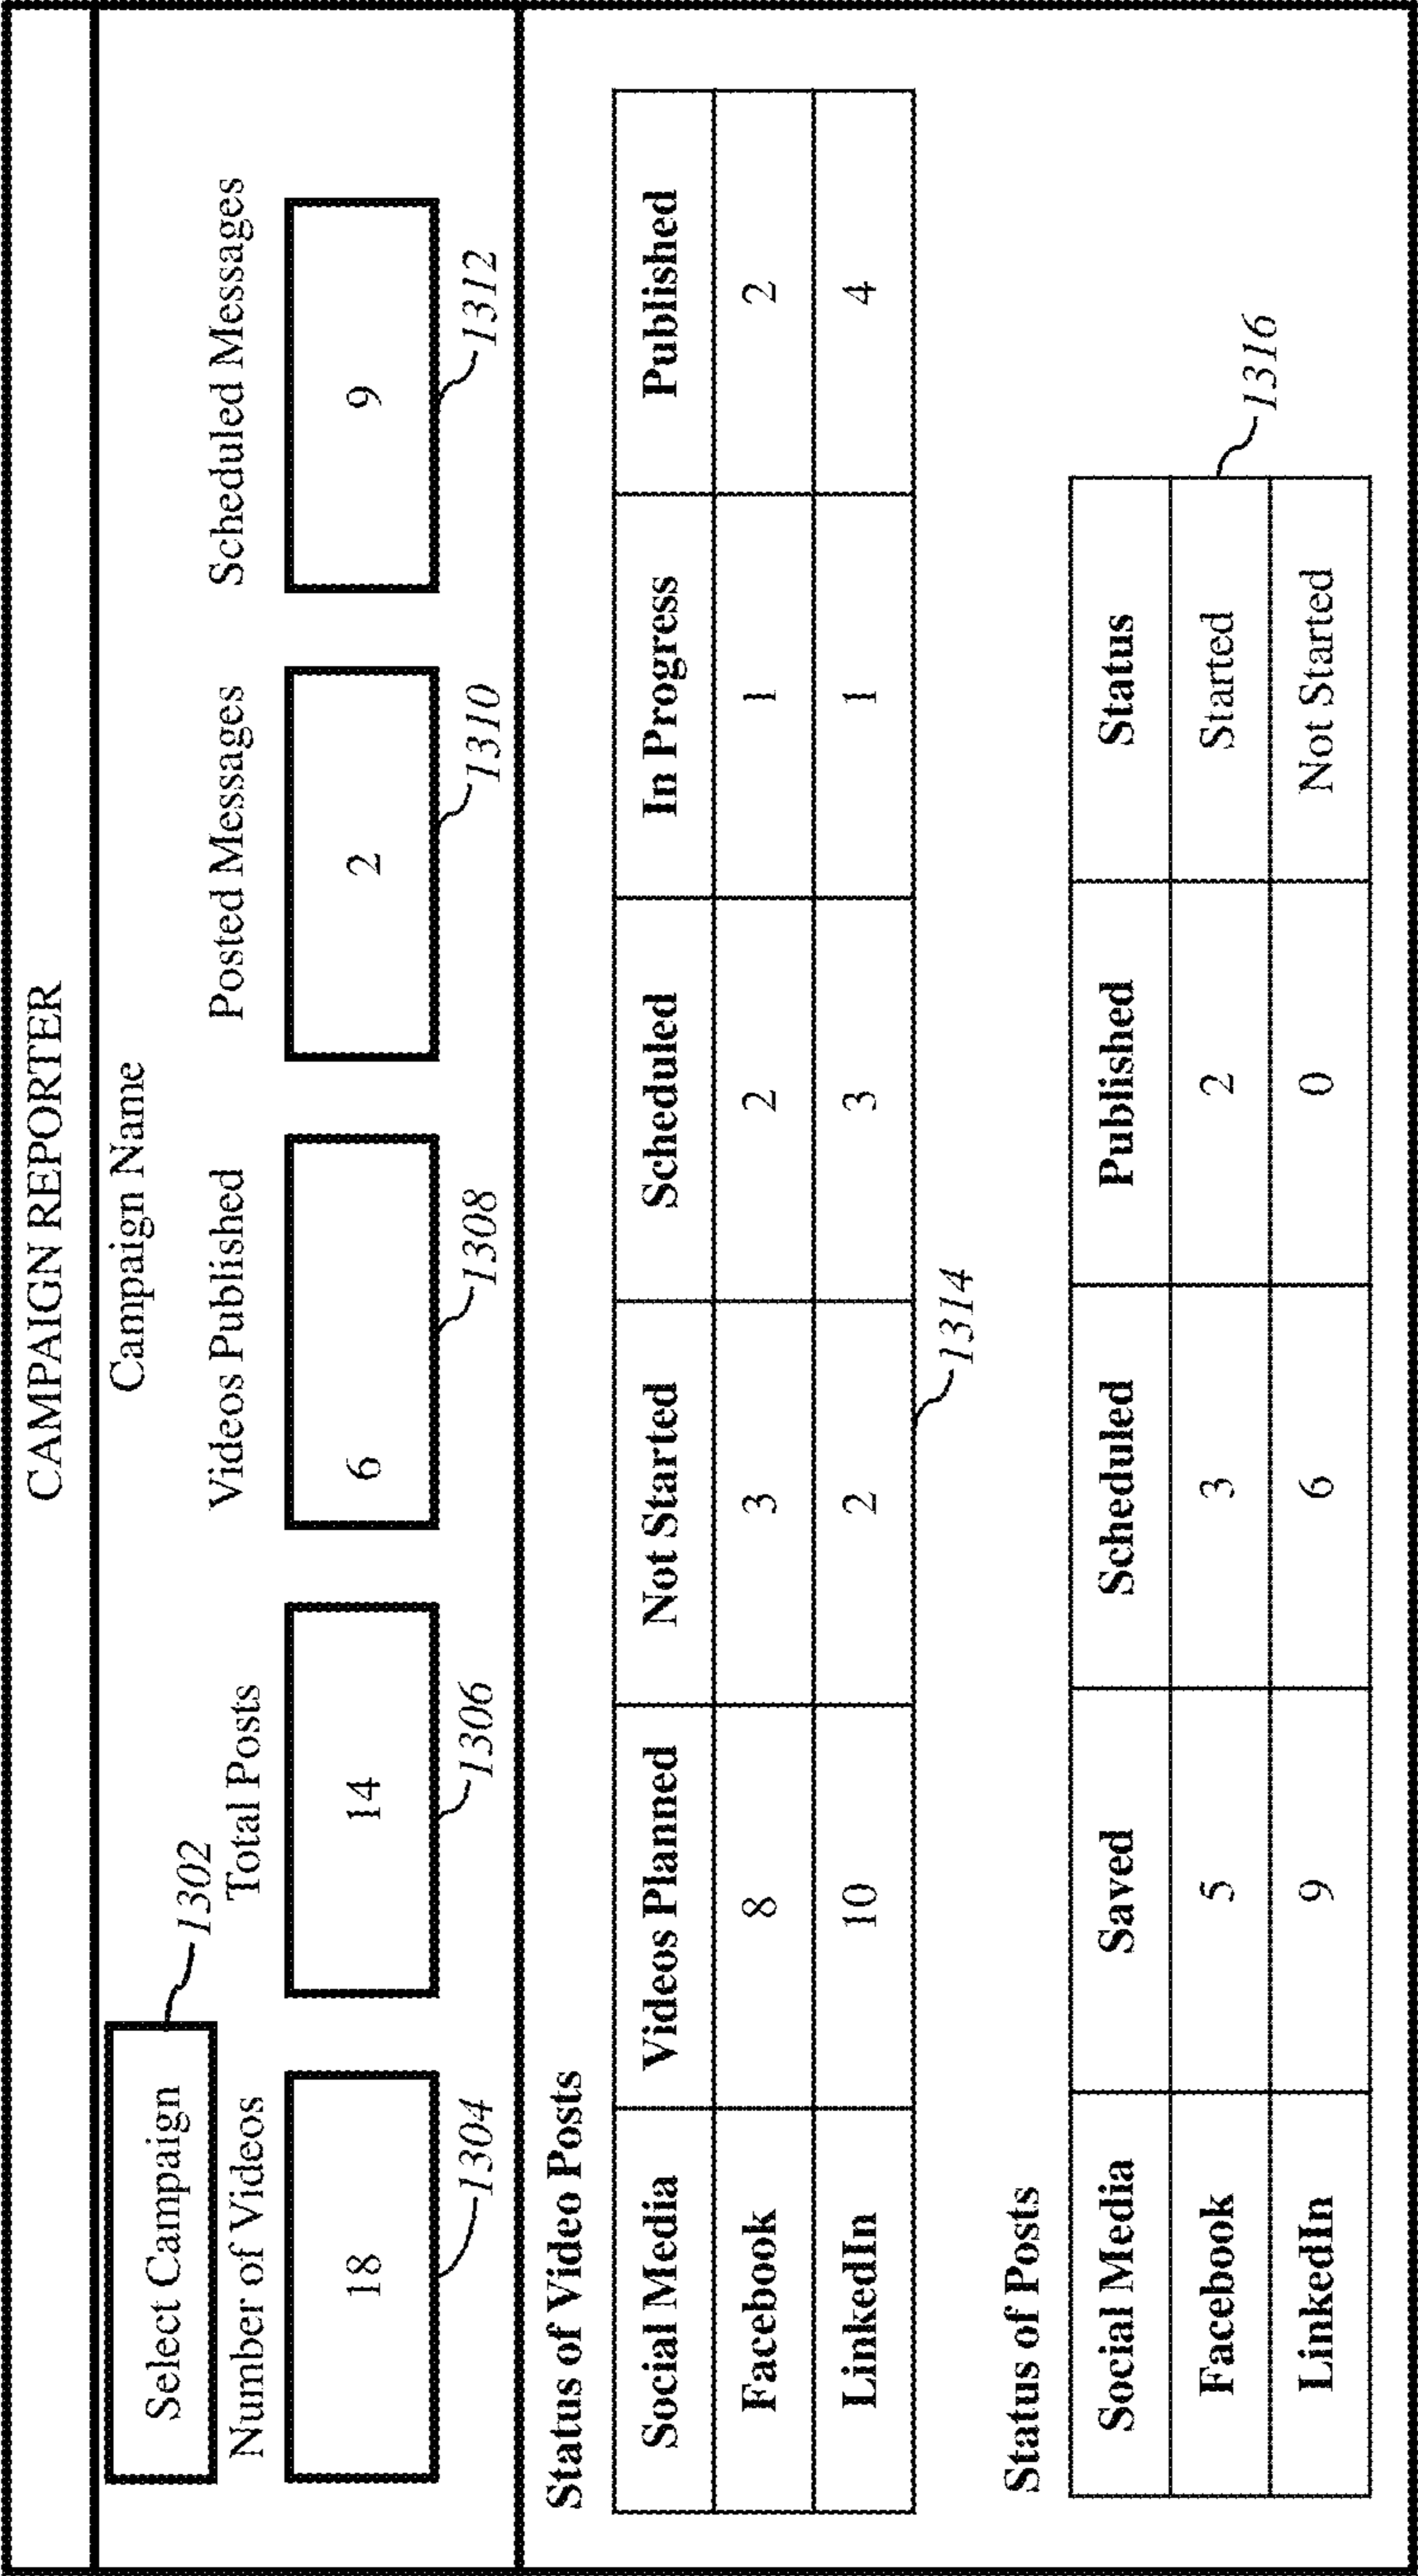 CAMPAIGN REPORTER
Select Campaign
1302
Campaign Name
Number of Videos
Total Posts
Videos Published
Posted Messages
Scheduled Messages
18
14
6
2
9
1304
1306
1308
1310
1312
Status of Video Posts
Social Media Videos Planned Not Started Scheduled In Progress Published
Facebook 8 3 2 1 2
LinkedIn 10 2 3 1 4
1314
Status of Posts
Social Media Saved Scheduled Published Status
Facebook 5 3 2 Started
LinkedIn 9 6 0 Not Started
1316